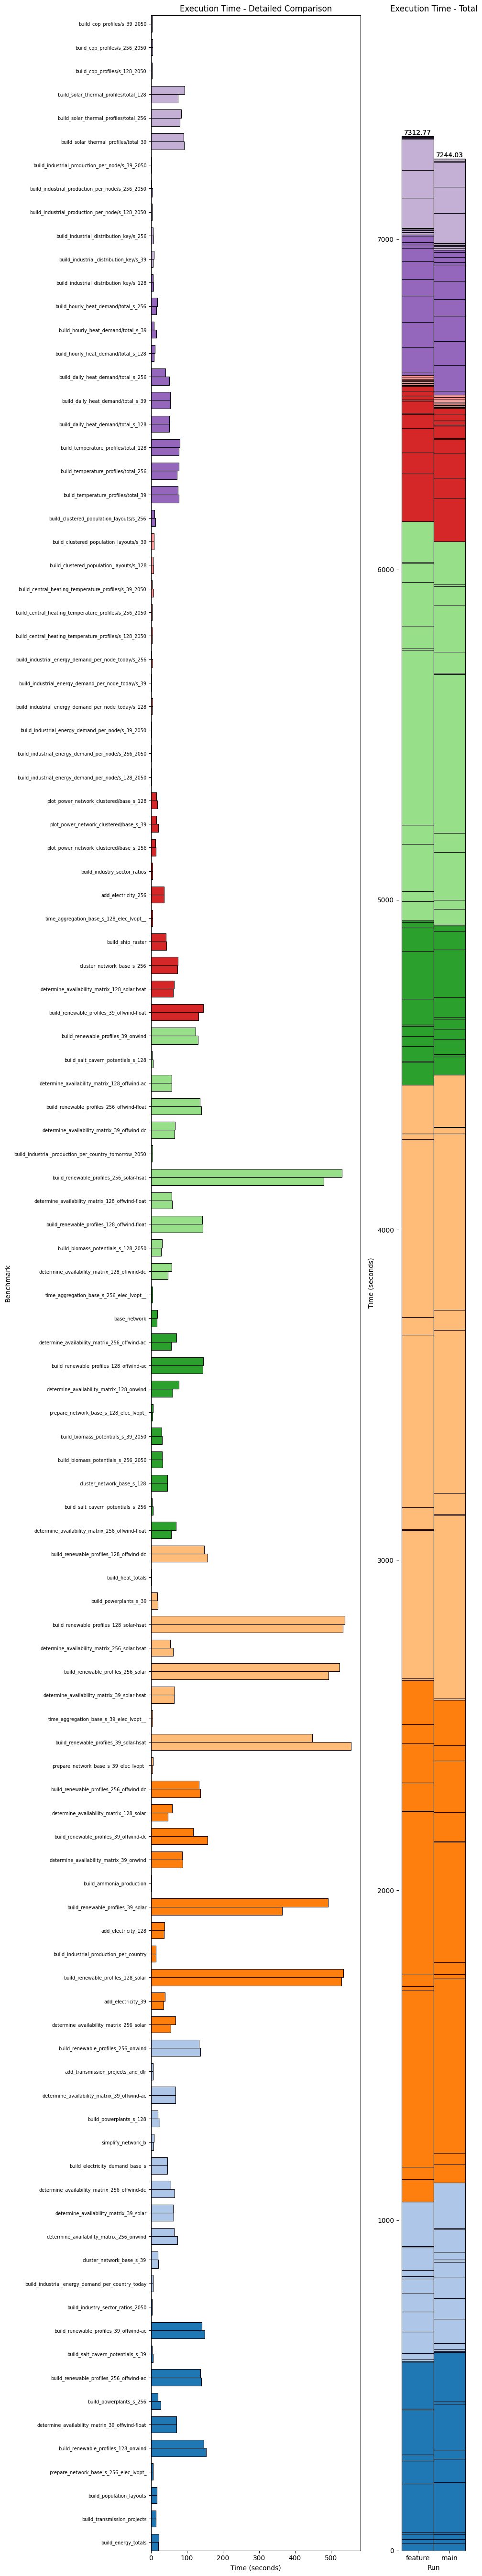 Execution Time - Detailed Comparison
Execution Time - Total
build_cop_profiles/s_39_2050
build_cop_profiles/s_256_2050
build_cop_profiles/s_128_2050
build_solar_thermal_profiles/total_128
build_solar_thermal_profiles/total_256
build_solar_thermal_profiles/total_39
build_industrial_production_per_node/s_39_2050
build_industrial_production_per_node/s_256_2050
build_industrial_production_per_node/s_128_2050
build_industrial_distribution_key/s_256
build_industrial_distribution_key/s_39
build_industrial_distribution_key/s_128
build_hourly_heat_demand/total_s_256
build_hourly_heat_demand/total_s_39
build_hourly_heat_demand/total_s_128
build_daily_heat_demand/total_s_256
build_daily_heat_demand/total_s_39
build_daily_heat_demand/total_s_128
build_temperature_profiles/total_128
build_temperature_profiles/total_256
build_temperature_profiles/total_39
build_clustered_population_layouts/s_256
build_clustered_population_layouts/s_39
build_clustered_population_layouts/s_128
build_central_heating_temperature_profiles/s_39_2050
build_central_heating_temperature_profiles/s_256_2050
build_central_heating_temperature_profiles/s_128_2050
build_industrial_energy_demand_per_node_today/s_256
build_industrial_energy_demand_per_node_today/s_39
build_industrial_energy_demand_per_node_today/s_128
build_industrial_energy_demand_per_node/s_39_2050
build_industrial_energy_demand_per_node/s_256_2050
build_industrial_energy_demand_per_node/s_128_2050
plot_power_network_clustered/base_s_128
plot_power_network_clustered/base_s_39
plot_power_network_clustered/base_s_256
build_industry_sector_ratios
add_electricity_256
time_aggregation_base_s_128_elec_lvopt__
build_ship_raster
cluster_network_base_s_256
determine_availability_matrix_128_solar-hsat
build_renewable_profiles_39_offwind-float
build_renewable_profiles_39_onwind
build_salt_cavern_potentials_s_128
determine_availability_matrix_128_offwind-ac
build_renewable_profiles_256_offwind-float
determine_availability_matrix_39_offwind-dc
build_industrial_production_per_country_tomorrow_2050
build_renewable_profiles_256_solar-hsat
determine_availability_matrix_128_offwind-float
build_renewable_profiles_128_offwind-float
build_biomass_potentials_s_128_2050
determine_availability_matrix_128_offwind-dc
time_aggregation_base_s_256_elec_lvopt__
base_network
determine_availability_matrix_256_offwind-ac
build_renewable_profiles_128_offwind-ac
determine_availability_matrix_128_onwind
prepare_network_base_s_128_elec_lvopt_
build_biomass_potentials_s_39_2050
build_biomass_potentials_s_256_2050
cluster_network_base_s_128
build_salt_cavern_potentials_s_256
determine_availability_matrix_256_offwind-float
build_renewable_profiles_128_offwind-dc
build_heat_totals
build_powerplants_s_39
build_renewable_profiles_128_solar-hsat
determine_availability_matrix_256_solar-hsat
build_renewable_profiles_256_solar
determine_availability_matrix_39_solar-hsat
time_aggregation_base_s_39_elec_lvopt__
build_renewable_profiles_39_solar-hsat
prepare_network_base_s_39_elec_lvopt_
build_renewable_profiles_256_offwind-dc
determine_availability_matrix_128_solar
build_renewable_profiles_39_offwind-dc
determine_availability_matrix_39_onwind
build_ammonia_production
build_renewable_profiles_39_solar
add_electricity_128
build_industrial_production_per_country
build_renewable_profiles_128_solar
add_electricity_39
determine_availability_matrix_256_solar
build_renewable_profiles_256_onwind
add_transmission_projects_and_dlr
determine_availability_matrix_39_offwind-ac
build_powerplants_s_128
simplify_network_b
build_electricity_demand_base_s
determine_availability_matrix_256_offwind-dc
determine_availability_matrix_39_solar
determine_availability_matrix_256_onwind
cluster_network_base_s_39
build_industrial_energy_demand_per_country_today
build_industry_sector_ratios_2050
build_renewable_profiles_39_offwind-ac
build_salt_cavern_potentials_s_39
build_renewable_profiles_256_offwind-ac
build_powerplants_s_256
determine_availability_matrix_39_offwind-float
build_renewable_profiles_128_onwind
prepare_network_base_s_256_elec_lvopt_
build_population_layouts
build_transmission_projects
build_energy_totals
Benchmark
0 100 200 300 400 500
Time (seconds)
7312.77
7244.03
7000
6000
5000
4000
3000
2000
1000
0
Time (seconds)
feature main
Run